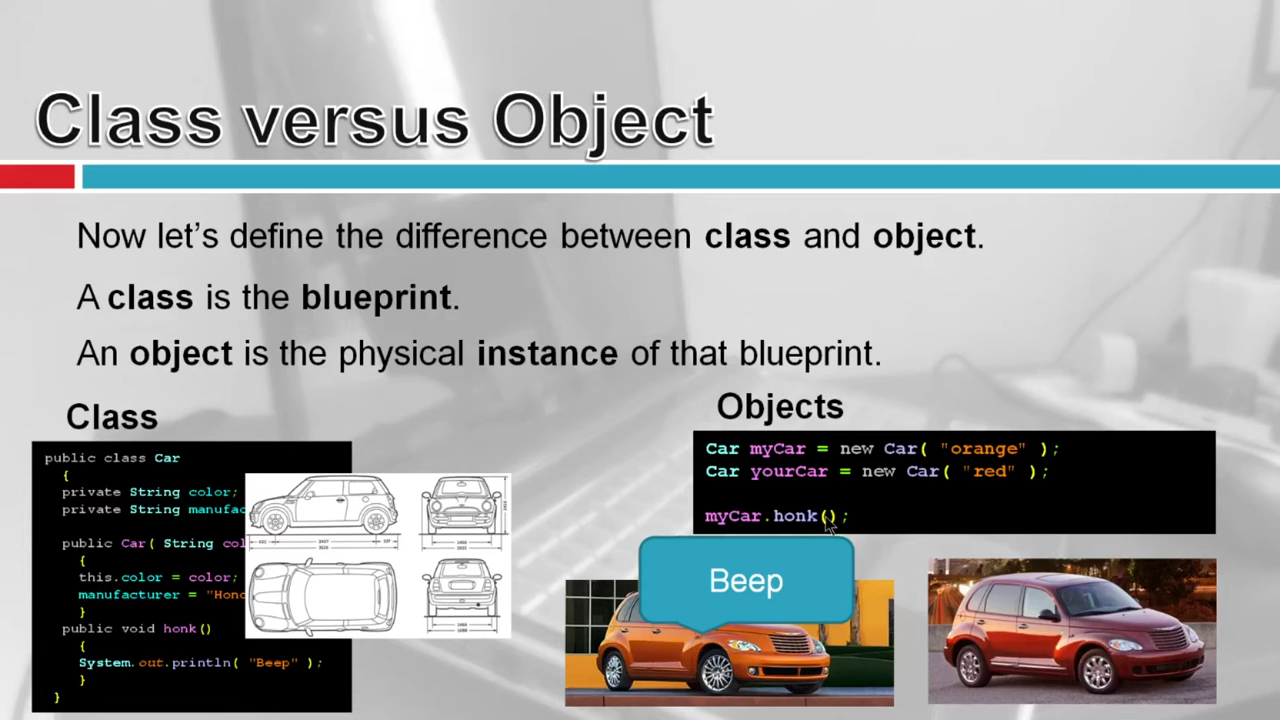 Class versus Object
Now let’s define the difference between class and object.
A class is the blueprint.
An object is the physical instance of that blueprint.
Class
public class Car
{
private String color;
private String manufac
public Car( String col
{
this.color = color;
manufacturer = "Hond
}
public void honk()
{
System.out.println( "Beep" );
}
}
Objects
Car myCar = new Car( "orange" );
Car yourCar = new Car( "red" );
myCar.honk();
Beep